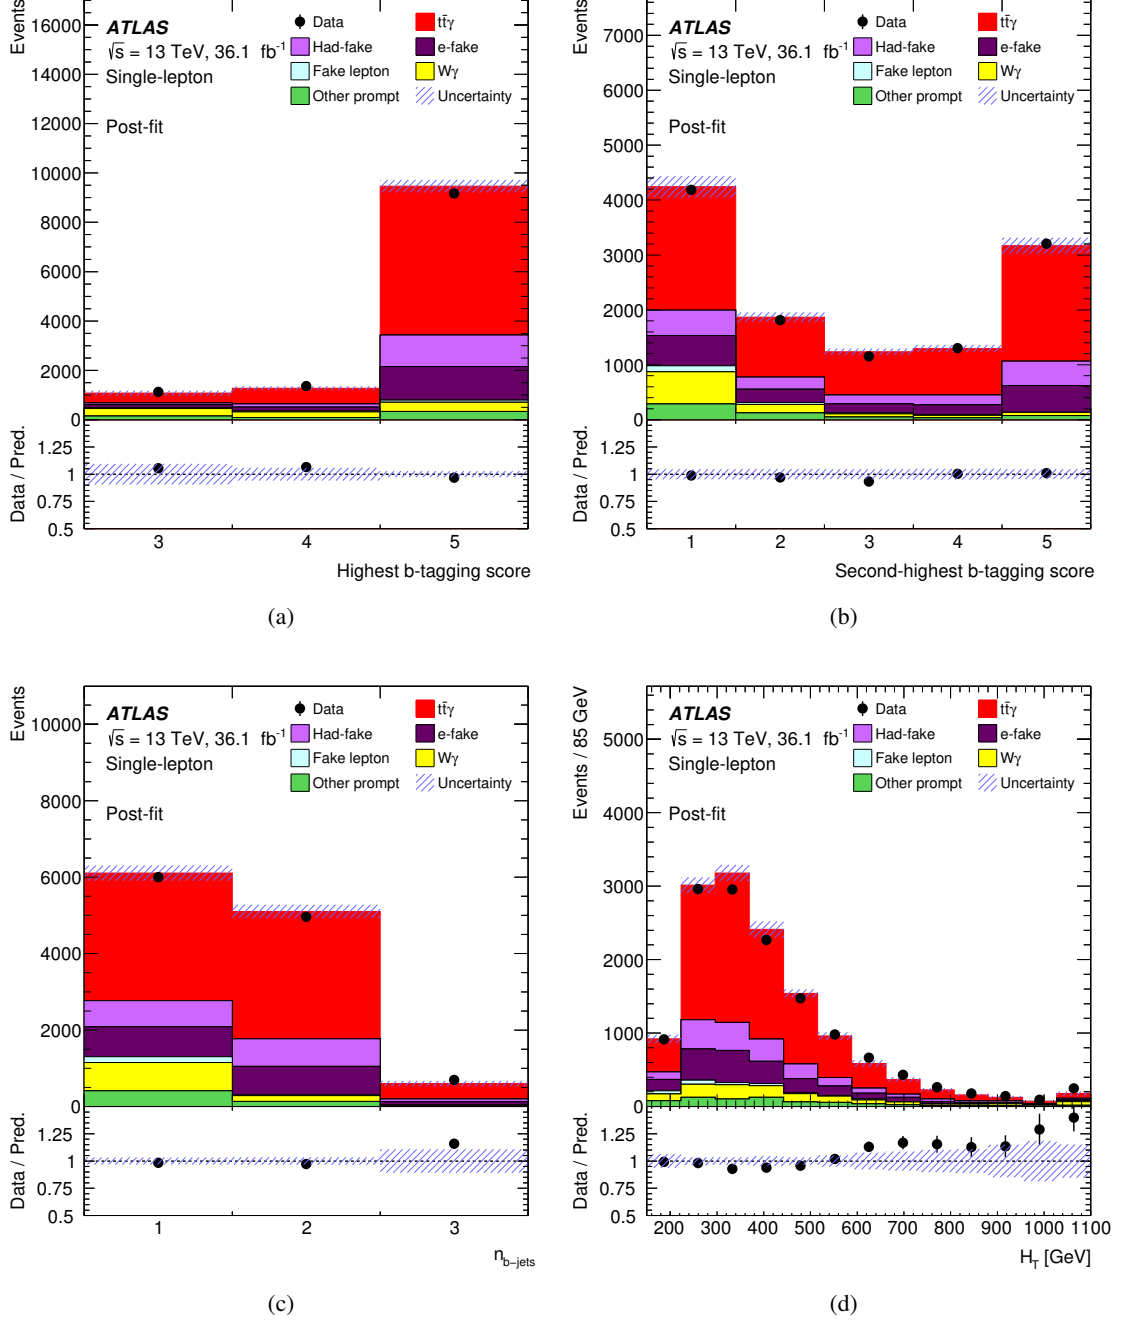 Events
16000
14000
12000
10000
8000
6000
4000
2000
0
ATLAS
√s = 13 TeV, 36.1 fb-1
Single-lepton
Post-fit
Data
tt̄γ
Had-fake
e-fake
Fake lepton
Wγ
Other prompt
Uncertainty
Data / Pred.
1.25
1
0.75
0.5
3 4 5
Highest b-tagging score
(a)
Events
7000
6000
5000
4000
3000
2000
1000
0
ATLAS
√s = 13 TeV, 36.1 fb-1
Single-lepton
Post-fit
Data
tt̄γ
Had-fake
e-fake
Fake lepton
Wγ
Other prompt
Uncertainty
Data / Pred.
1.25
1
0.75
0.5
1 2 3 4 5
Second-highest b-tagging score
(b)
Events
10000
8000
6000
4000
2000
0
ATLAS
√s = 13 TeV, 36.1 fb-1
Single-lepton
Post-fit
Data
tt̄γ
Had-fake
e-fake
Fake lepton
Wγ
Other prompt
Uncertainty
Data / Pred.
1.25
1
0.75
0.5
1 2 3
n b-jets
(c)
Events / 85 GeV
5000
4000
3000
2000
1000
0
ATLAS
√s = 13 TeV, 36.1 fb-1
Single-lepton
Post-fit
Data
tt̄γ
Had-fake
e-fake
Fake lepton
Wγ
Other prompt
Uncertainty
Data / Pred.
1.25
1
0.75
0.5
200 300 400 500 600 700 800 900 1000 1100
HT [GeV]
(d)